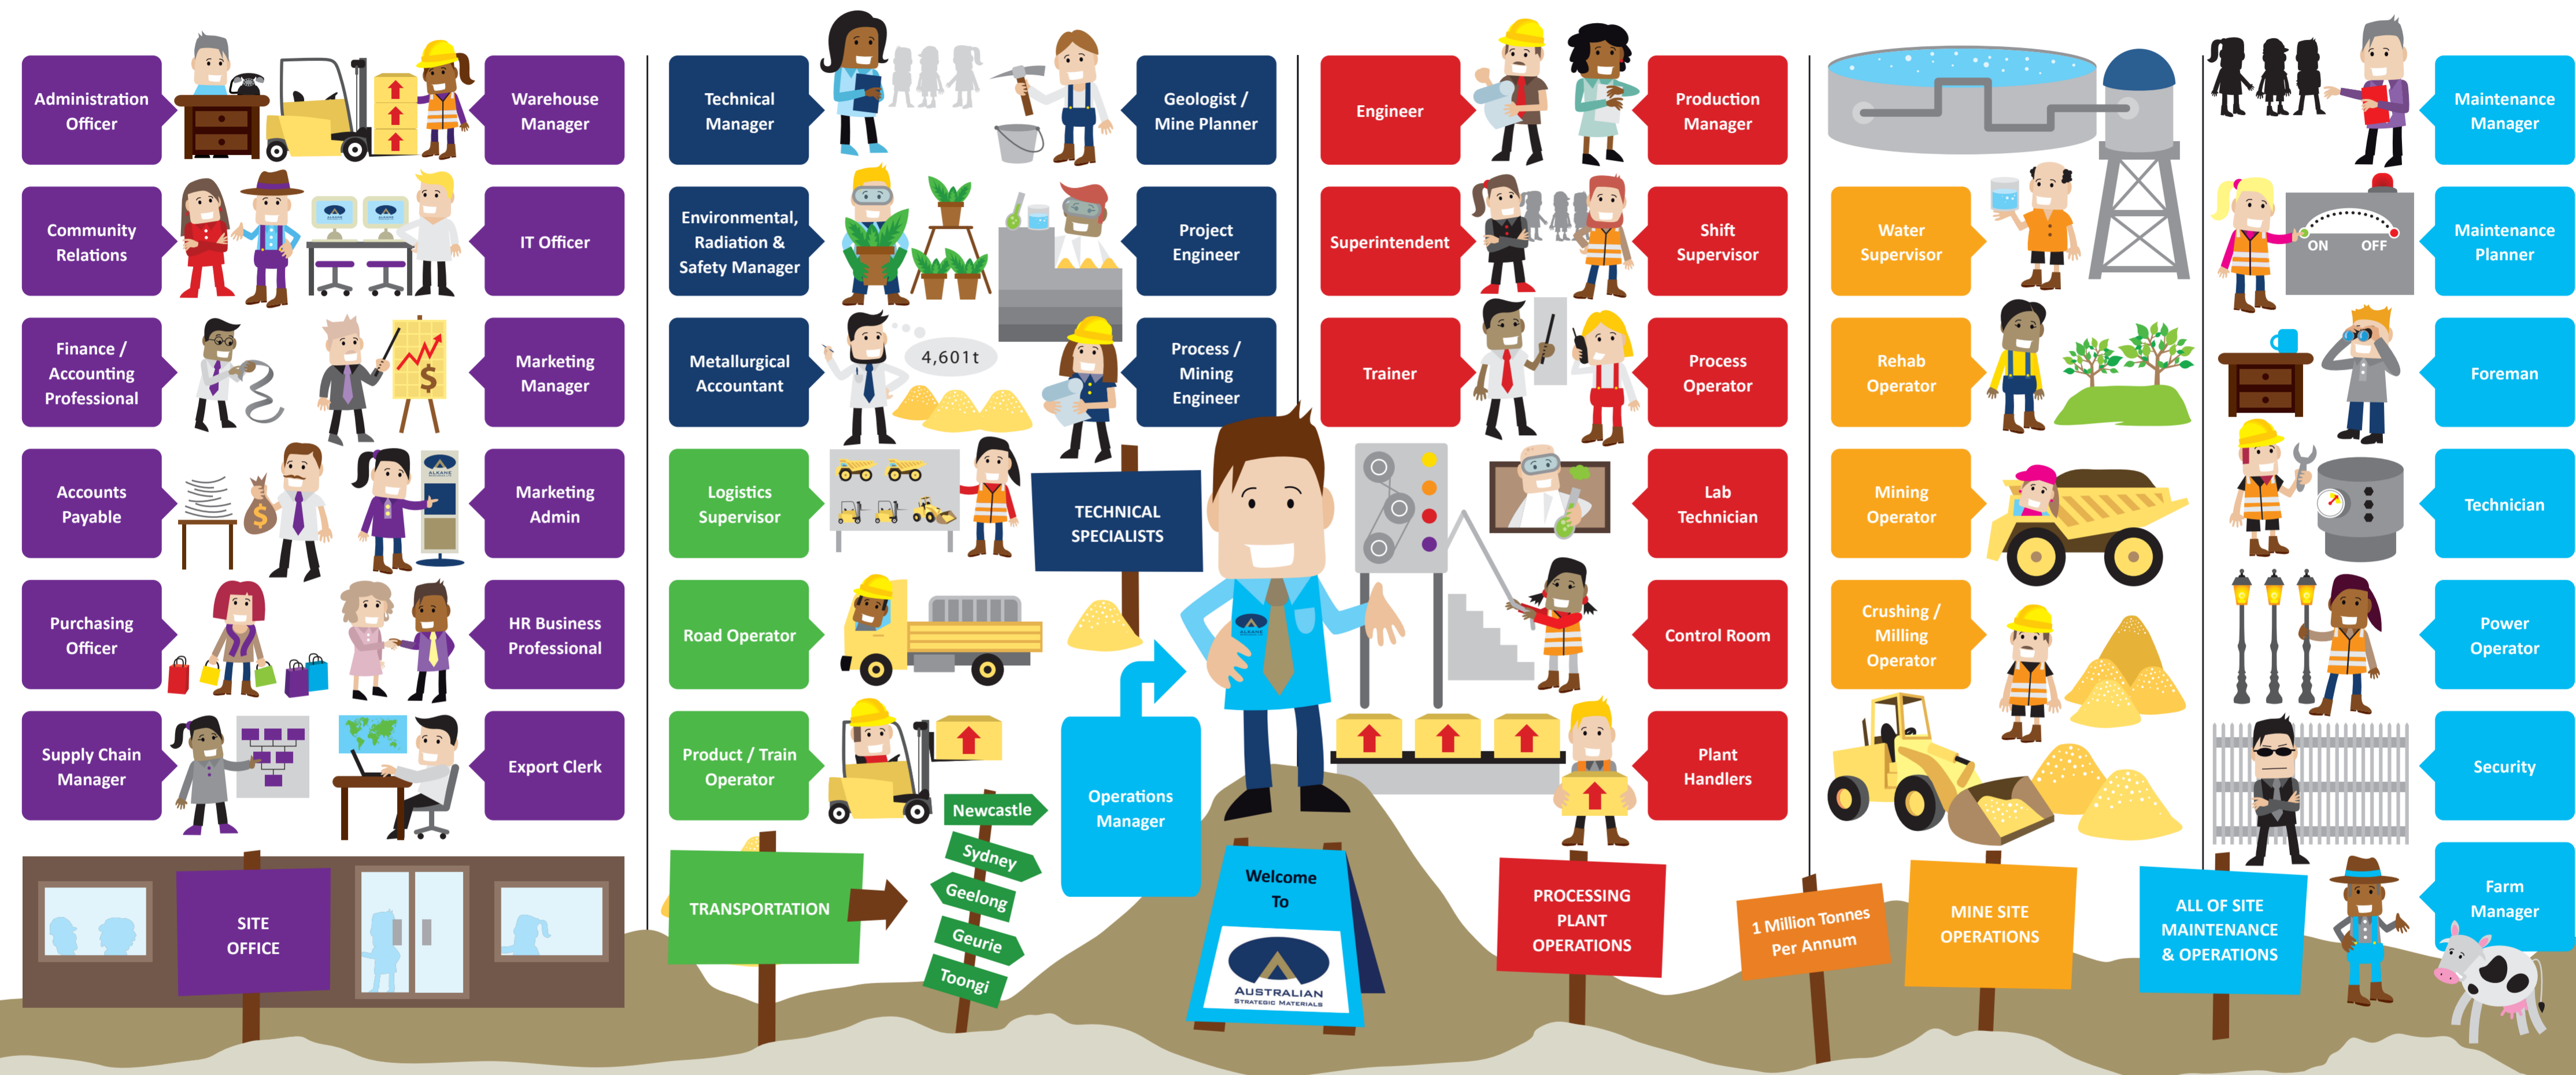 Administration
Officer
Warehouse
Manager
Community
Relations
IT Officer
Finance /
Accounting
Professional
Marketing
Manager
Accounts
Payable
$
$
ALKANE
Marketing
Admin
Purchasing
Officer
HR Business
Professional
Supply Chain
Manager
Export Clerk
SITE
OFFICE
Technical
Manager
Geologist /
Mine Planner
Environmental,
Radiation &
Safety Manager
Project
Engineer
Metallurgical
Accountant
4,601t
Process /
Mining
Engineer
Logistics
Supervisor
TECHNICAL
SPECIALISTS
Road Operator
Product / Train
Operator
Operations
Manager
ALKANE
TRANSPORTATION
Newcastle
Sydney
Geelong
Geurie
Toongi
Welcome
To
AUSTRALIAN
STRATEGIC MATERIALS
Engineer
Production
Manager
Superintendent
Shift
Supervisor
Trainer
Process
Operator
Lab
Technician
Control Room
Plant
Handlers
PROCESSING
PLANT
OPERATIONS
Water
Supervisor
Rehab
Operator
Mining
Operator
Crushing /
Milling
Operator
1 Million Tonnes
Per Annum
MINE SITE
OPERATIONS
Maintenance
Manager
ON OFF
Maintenance
Planner
Foreman
Technician
Power
Operator
Security
Farm
Manager
ALL OF SITE
MAINTENANCE
& OPERATIONS